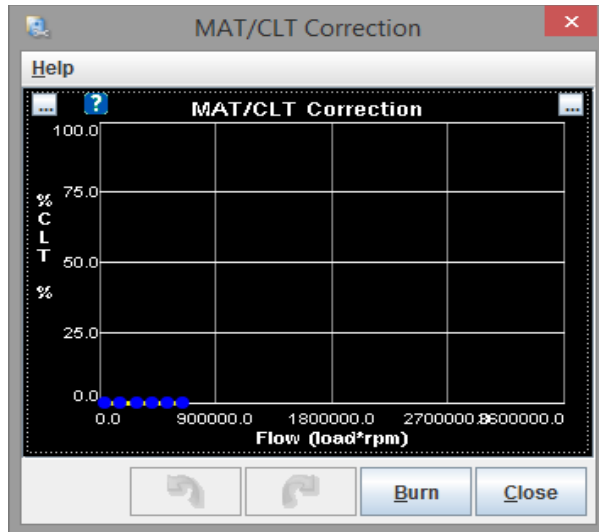 MAT/CLT Correction
×
Help
... ? MAT/CLT Correction ...
100.0
75.0
50.0
25.0
0.0
%
C
L
T
%
0.0 900000.0 1800000.0 2700000.0 3600000.0
Flow (load*rpm)
Burn Close